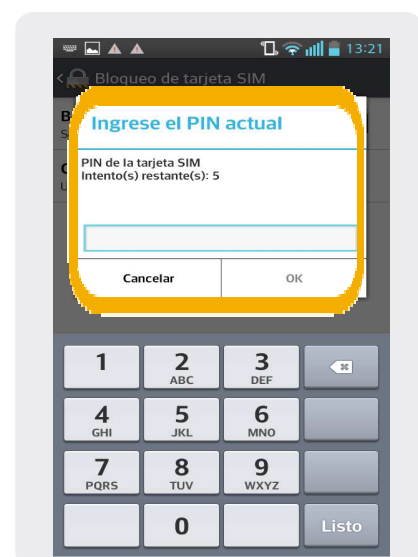 13:21
Bloqueo de tarjeta SIM
Ingrese el PIN actual
PIN de la tarjeta SIM
Intento(s) restante(s): 5
Cancelar
OK
1
2
3
ABC
DEF
4
5
6
GHI
JKL
MNO
7
8
9
PQRS
TUV
WXYZ
0
Listo